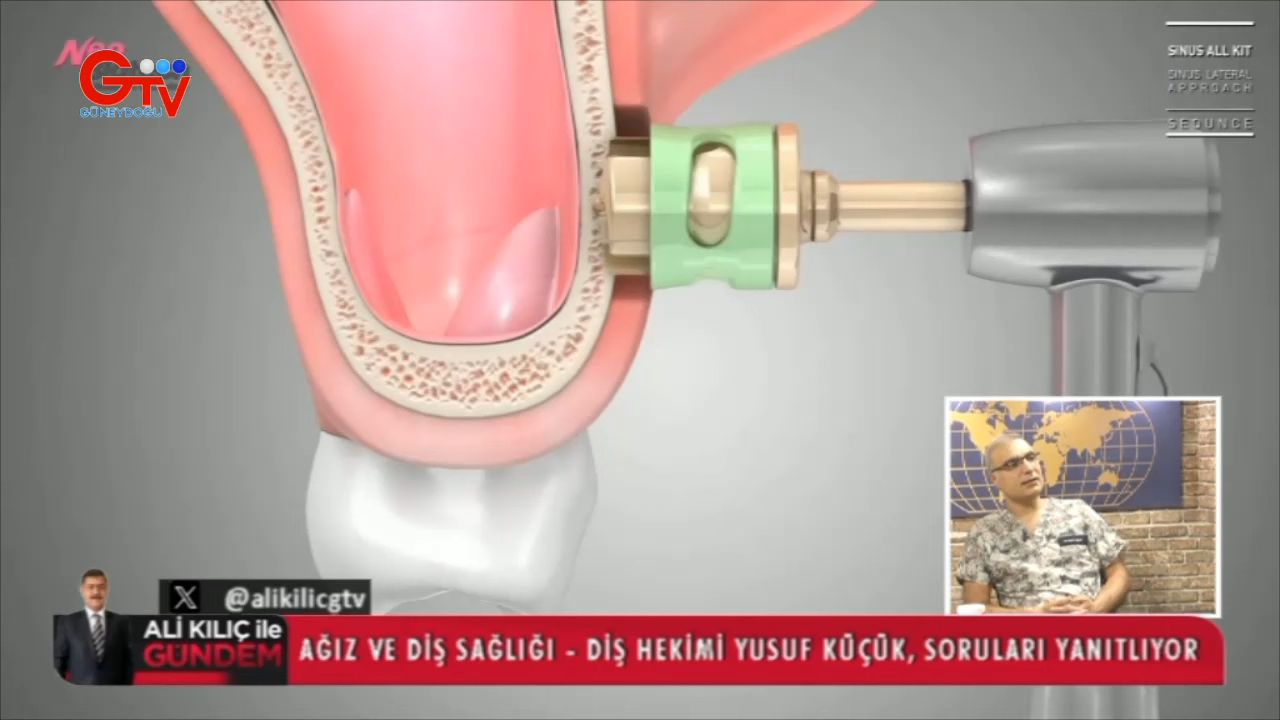 Neo
GTV
GÜNEYDOĞU
SINUS ALL KIT
SINUS LATERAL
APPROACH
SEQUNCE
@alikilicgtv
ALİ KILIÇ ile
GÜNDEM
AĞIZ VE DİŞ SAĞLIĞI - DİŞ HEKİMİ YUSUF KÜÇÜK, SORULARI YANITLIYOR